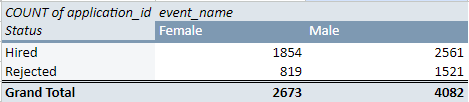 COUNT of application_id event_name
Status Female Male
Hired 1854 2561
Rejected 819 1521
Grand Total 2673 4082